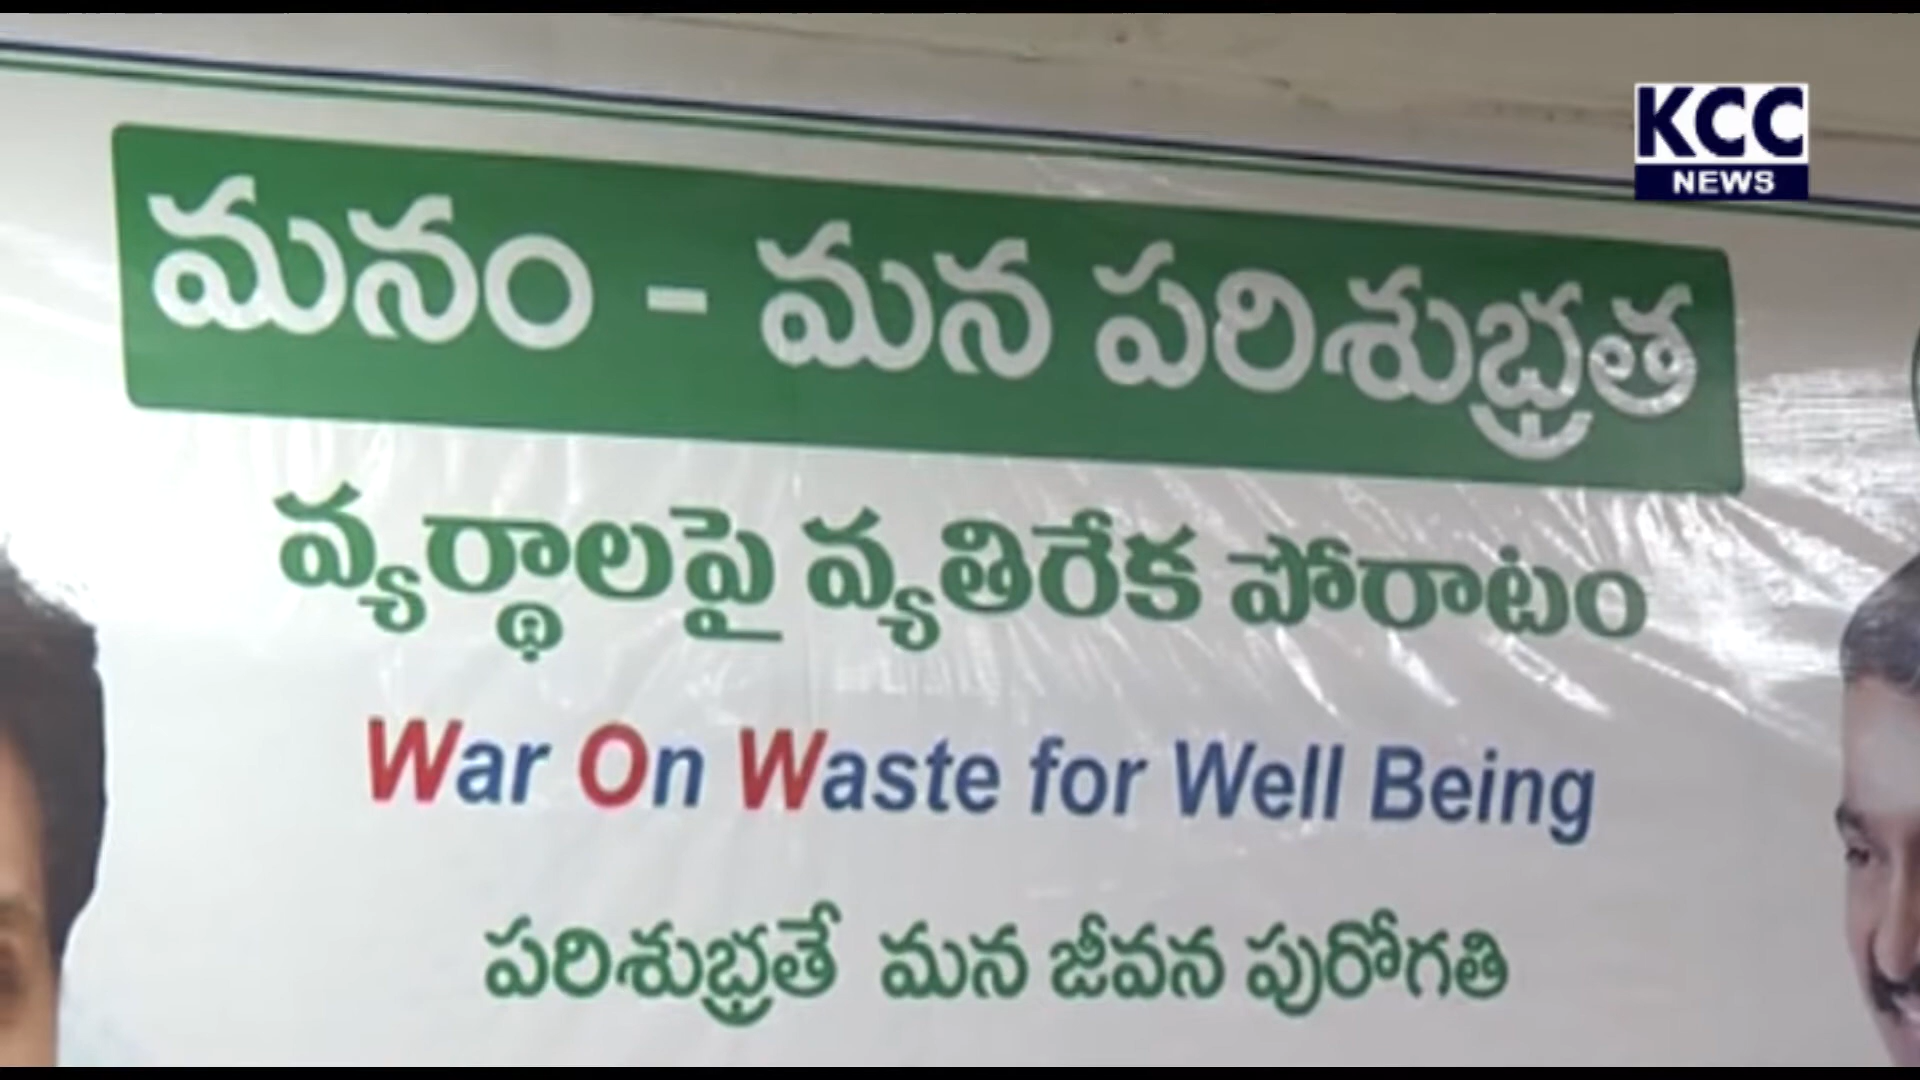 KCC
NEWS
మనం - మన పరిశుభ్రత
వ్యర్థాలపై వ్యతిరేక పోరాటం
War On Waste for Well Being
పరిశుభ్రతే మన జీవన పురోగతి